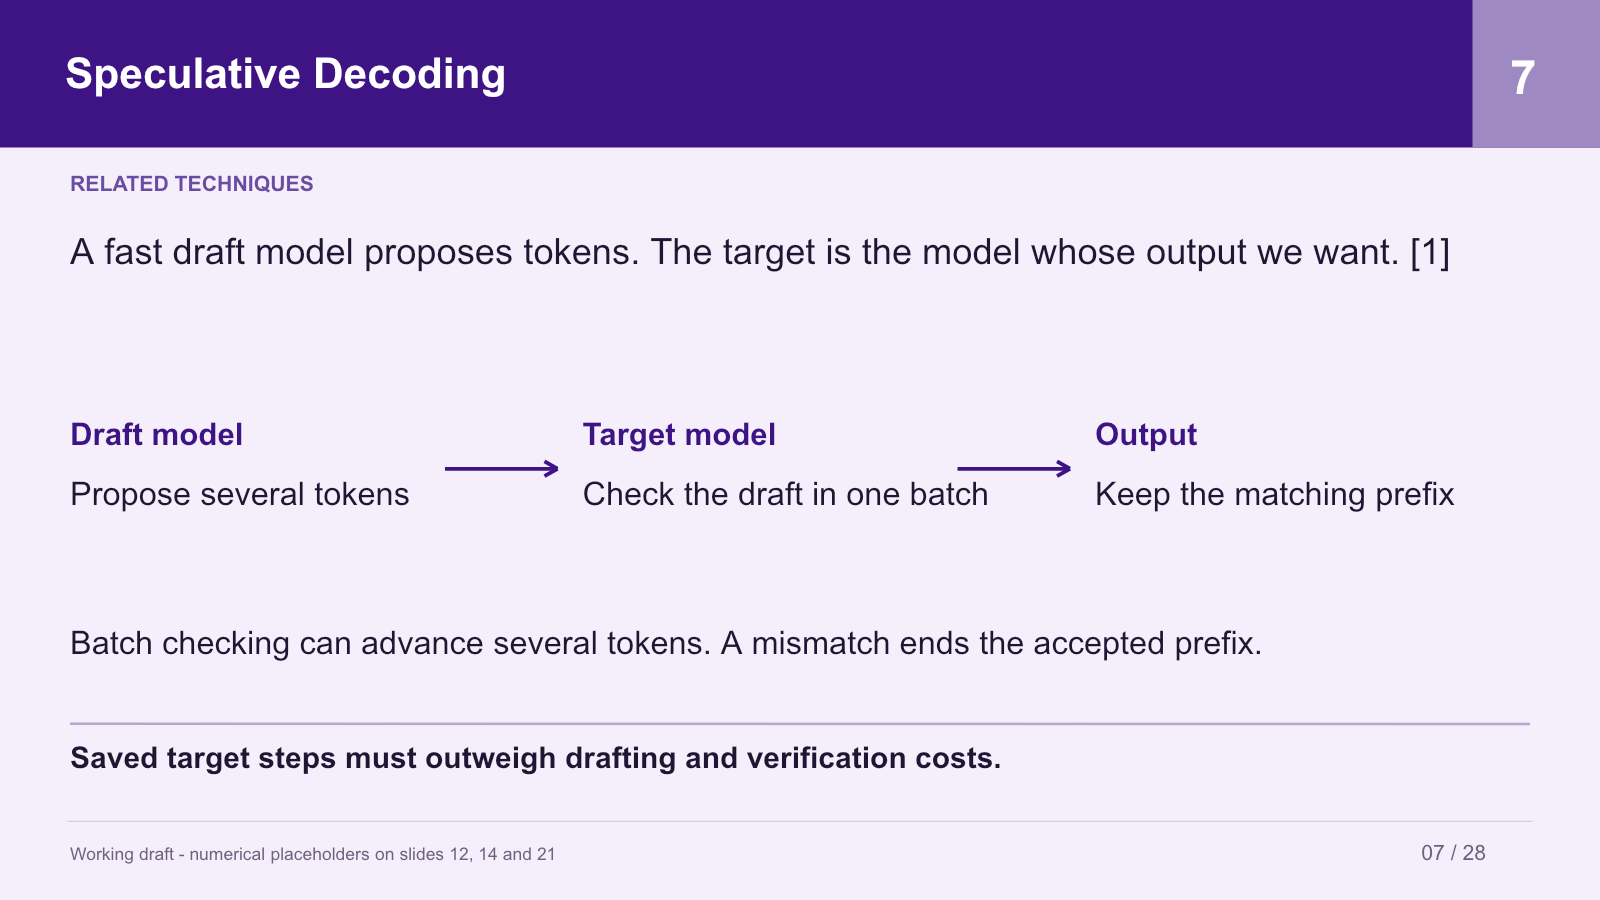 Speculative Decoding
7
RELATED TECHNIQUES
A fast draft model proposes tokens. The target is the model whose output we want. [1]
Draft model
Propose several tokens
Target model
Check the draft in one batch
Output
Keep the matching prefix
Batch checking can advance several tokens. A mismatch ends the accepted prefix.
Saved target steps must outweigh drafting and verification costs.
Working draft - numerical placeholders on slides 12, 14 and 21
07 / 28